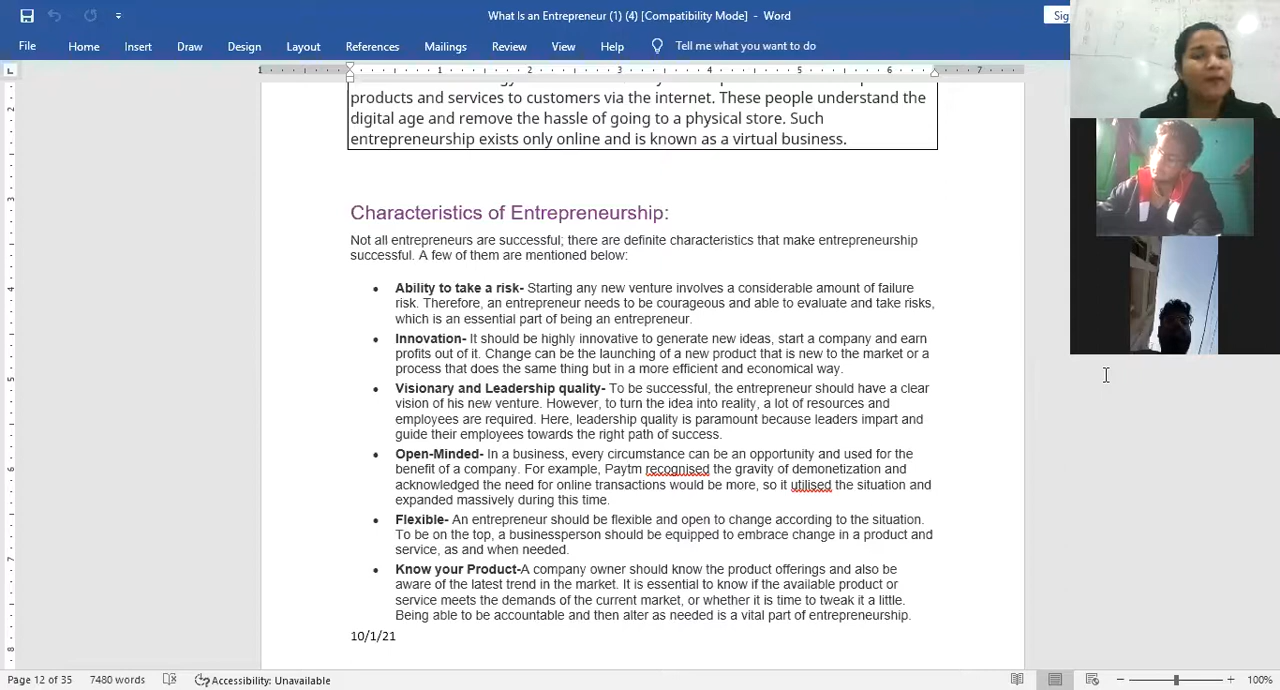 What Is an Entrepreneur (1) (4) [Compatibility Mode] - Word
Sig
File Home Insert Draw Design Layout References Mailings Review View Help Tell me what you want to do
1 1 2 3 4 5 6 7
products and services to customers via the internet. These people understand the
digital age and remove the hassle of going to a physical store. Such
entrepreneurship exists only online and is known as a virtual business.
Characteristics of Entrepreneurship:
Not all entrepreneurs are successful; there are definite characteristics that make entrepreneurship
successful. A few of them are mentioned below:
• Ability to take a risk- Starting any new venture involves a considerable amount of failure
risk. Therefore, an entrepreneur needs to be courageous and able to evaluate and take risks,
which is an essential part of being an entrepreneur.
• Innovation- It should be highly innovative to generate new ideas, start a company and earn
profits out of it. Change can be the launching of a new product that is new to the market or a
process that does the same thing but in a more efficient and economical way.
• Visionary and Leadership quality- To be successful, the entrepreneur should have a clear
vision of his new venture. However, to turn the idea into reality, a lot of resources and
employees are required. Here, leadership quality is paramount because leaders impart and
guide their employees towards the right path of success.
• Open-Minded- In a business, every circumstance can be an opportunity and used for the
benefit of a company. For example, Paytm recognised the gravity of demonetization and
acknowledged the need for online transactions would be more, so it utilised the situation and
expanded massively during this time.
• Flexible- An entrepreneur should be flexible and open to change according to the situation.
To be on the top, a businessperson should be equipped to embrace change in a product and
service, as and when needed.
• Know your Product-A company owner should know the product offerings and also be
aware of the latest trend in the market. It is essential to know if the available product or
service meets the demands of the current market, or whether it is time to tweak it a little.
Being able to be accountable and then alter as needed is a vital part of entrepreneurship.
10/1/21
2
3
4
5
6
7
8
Page 12 of 35 7480 words Accessibility: Unavailable 100%